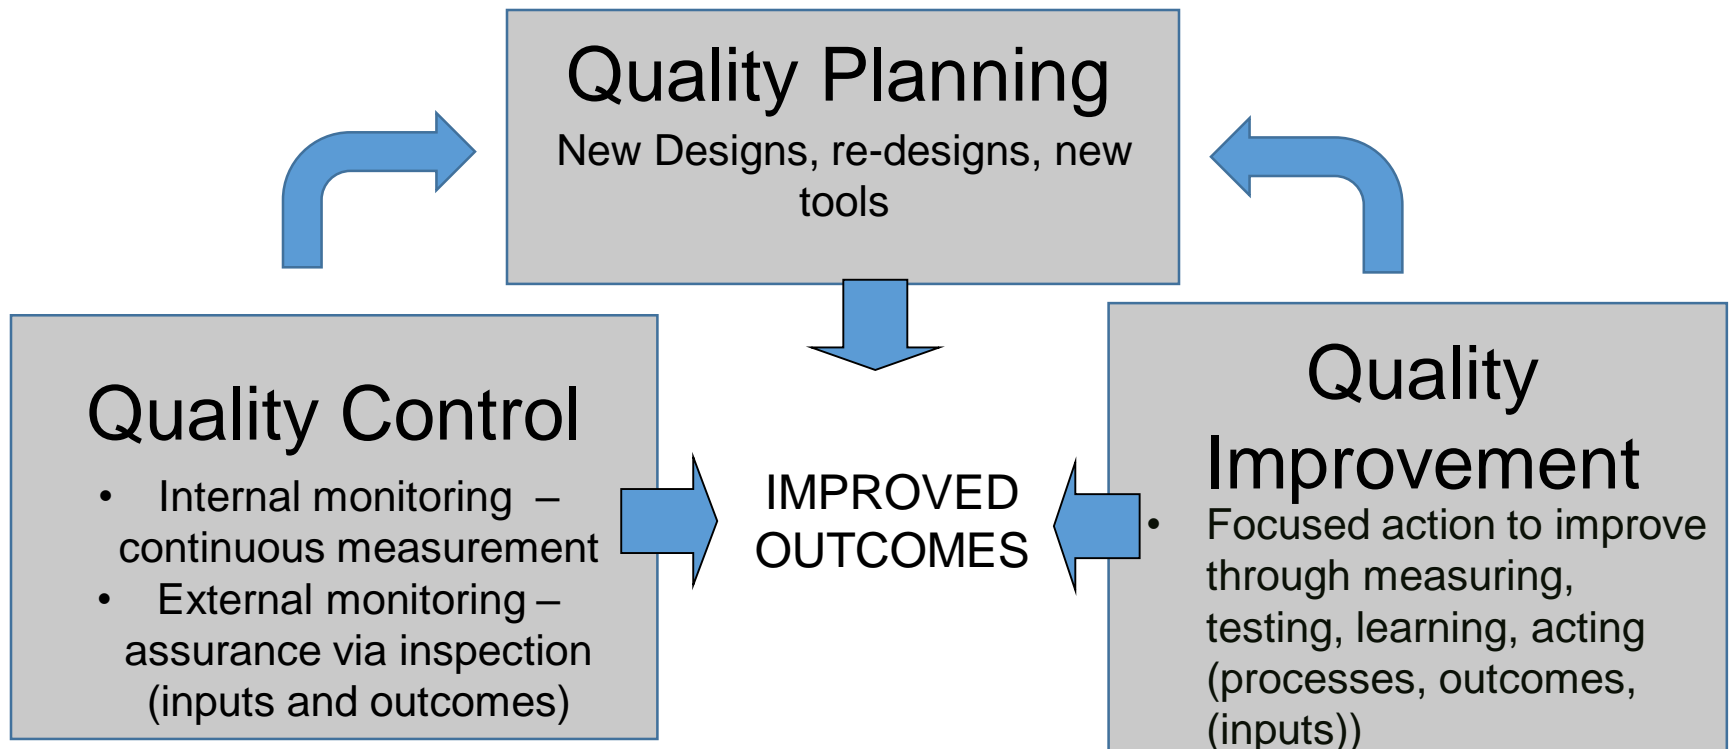 Quality Planning
New Designs, re-designs, new
tools
Quality Control
• Internal monitoring –
continuous measurement
• External monitoring –
assurance via inspection
(inputs and outcomes)
IMPROVED
OUTCOMES
Quality
Improvement
• Focused action to improve
through measuring,
testing, learning, acting
(processes, outcomes,
(inputs))